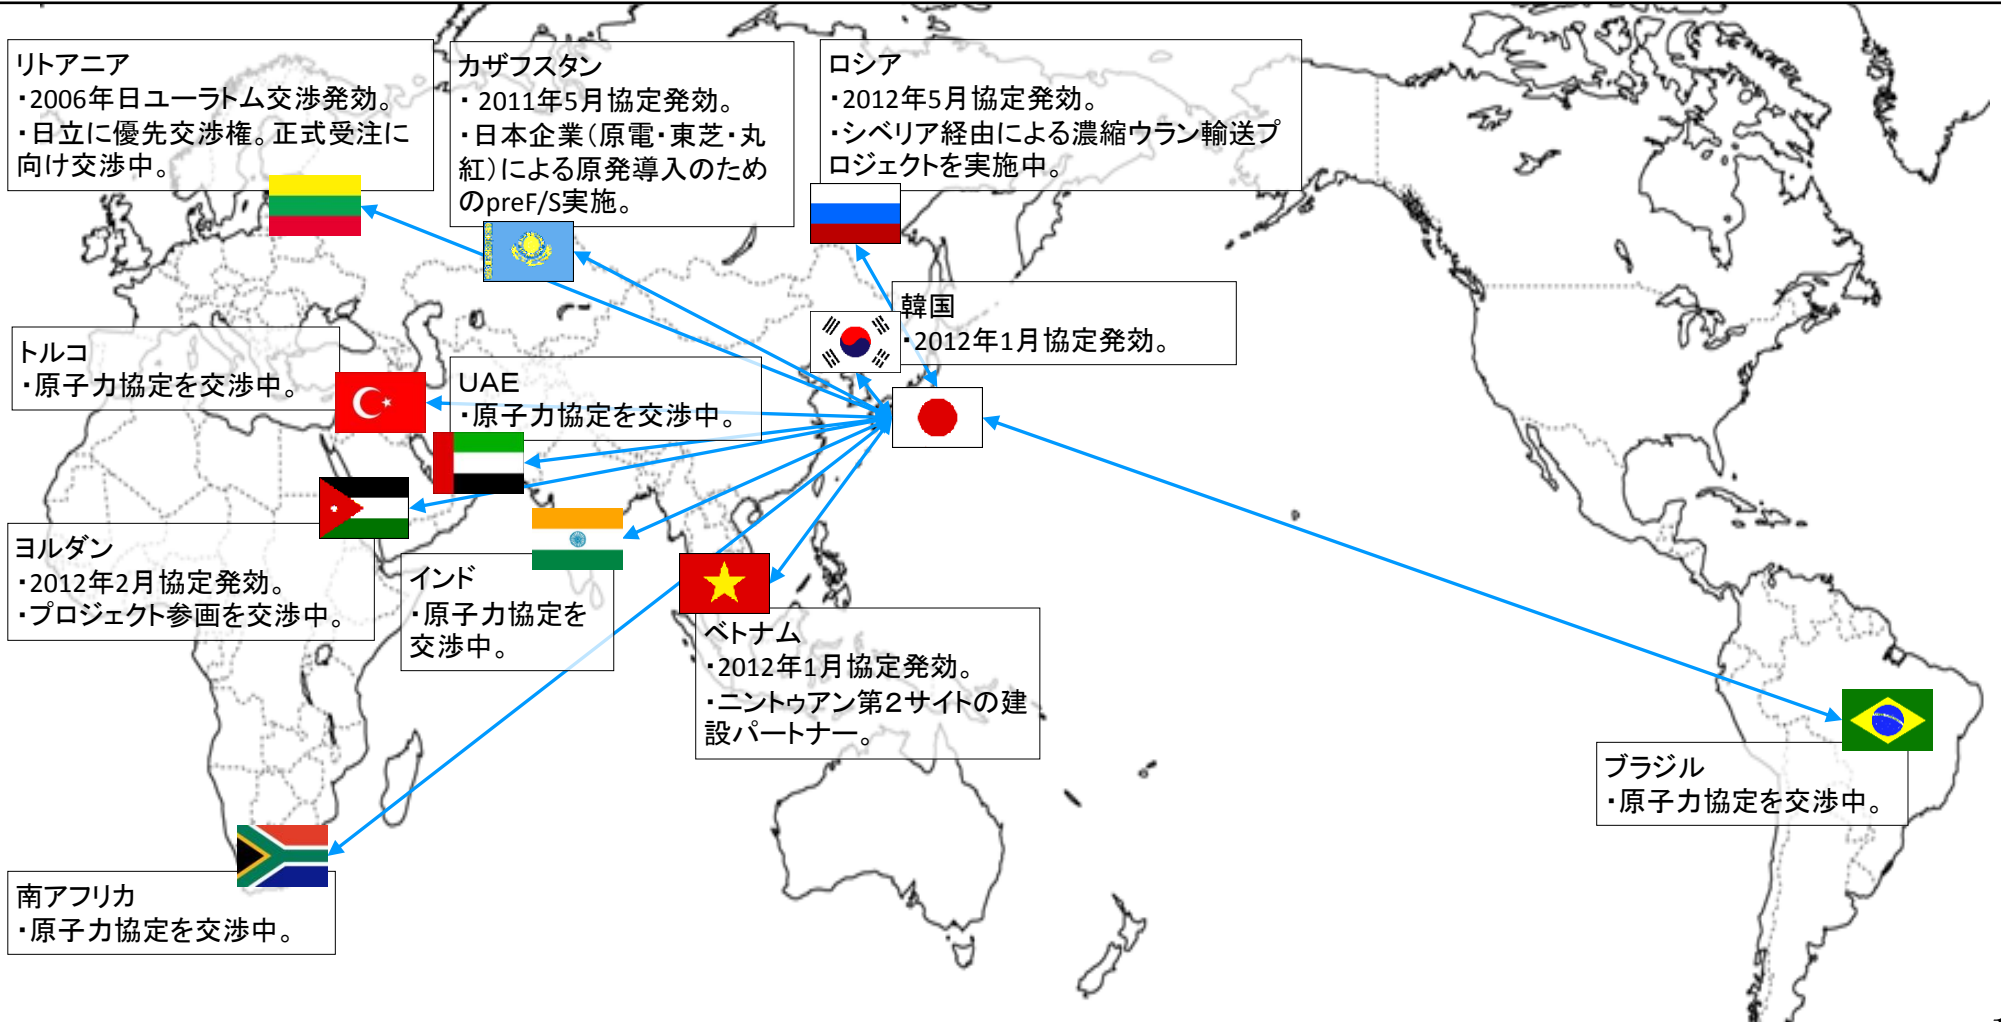 リトアニア
・2006年日ユーラトム交渉発効。
・日立に優先交渉権。正式受注に
向け交渉中。
カザフスタン
・ 2011年5月協定発効。
・日本企業(原電・東芝・丸
紅)による原発導入のため
のpreF/S実施。
ロシア
・2012年5月協定発効。
・シベリア経由による濃縮ウラン輸送プ
ロジェクトを実施中。
韓国
・2012年1月協定発効。
トルコ
・原子力協定を交渉中。
UAE
・原子力協定を交渉中。
ヨルダン
・2012年2月協定発効。
・プロジェクト参画を交渉中。
インド
・原子力協定を
交渉中。
ベトナム
・2012年1月協定発効。
・ニントゥアン第2サイトの建
設パートナー。
ブラジル
・原子力協定を交渉中。
南アフリカ
・原子力協定を交渉中。